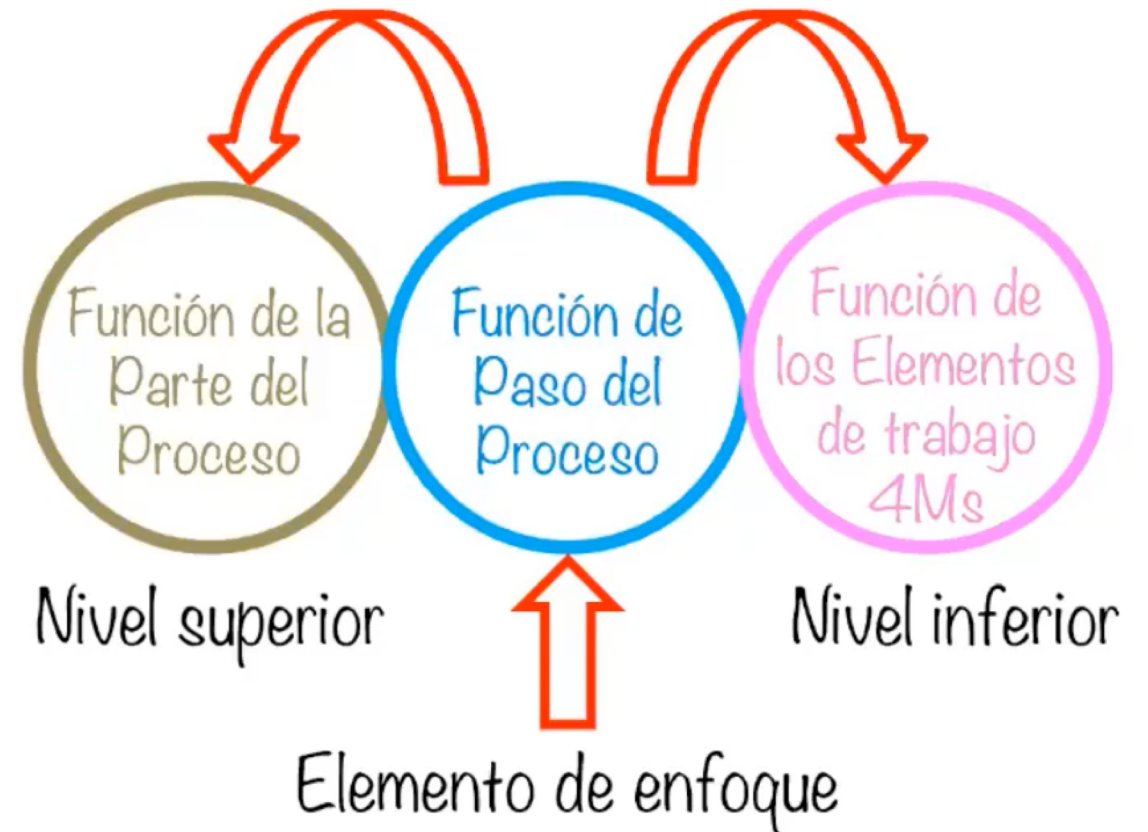 Función de la
Parte del
Proceso
Función de
Paso del
Proceso
Función de
los Elementos
de trabajo
4Ms
Nivel superior
Nivel inferior
Elemento de enfoque